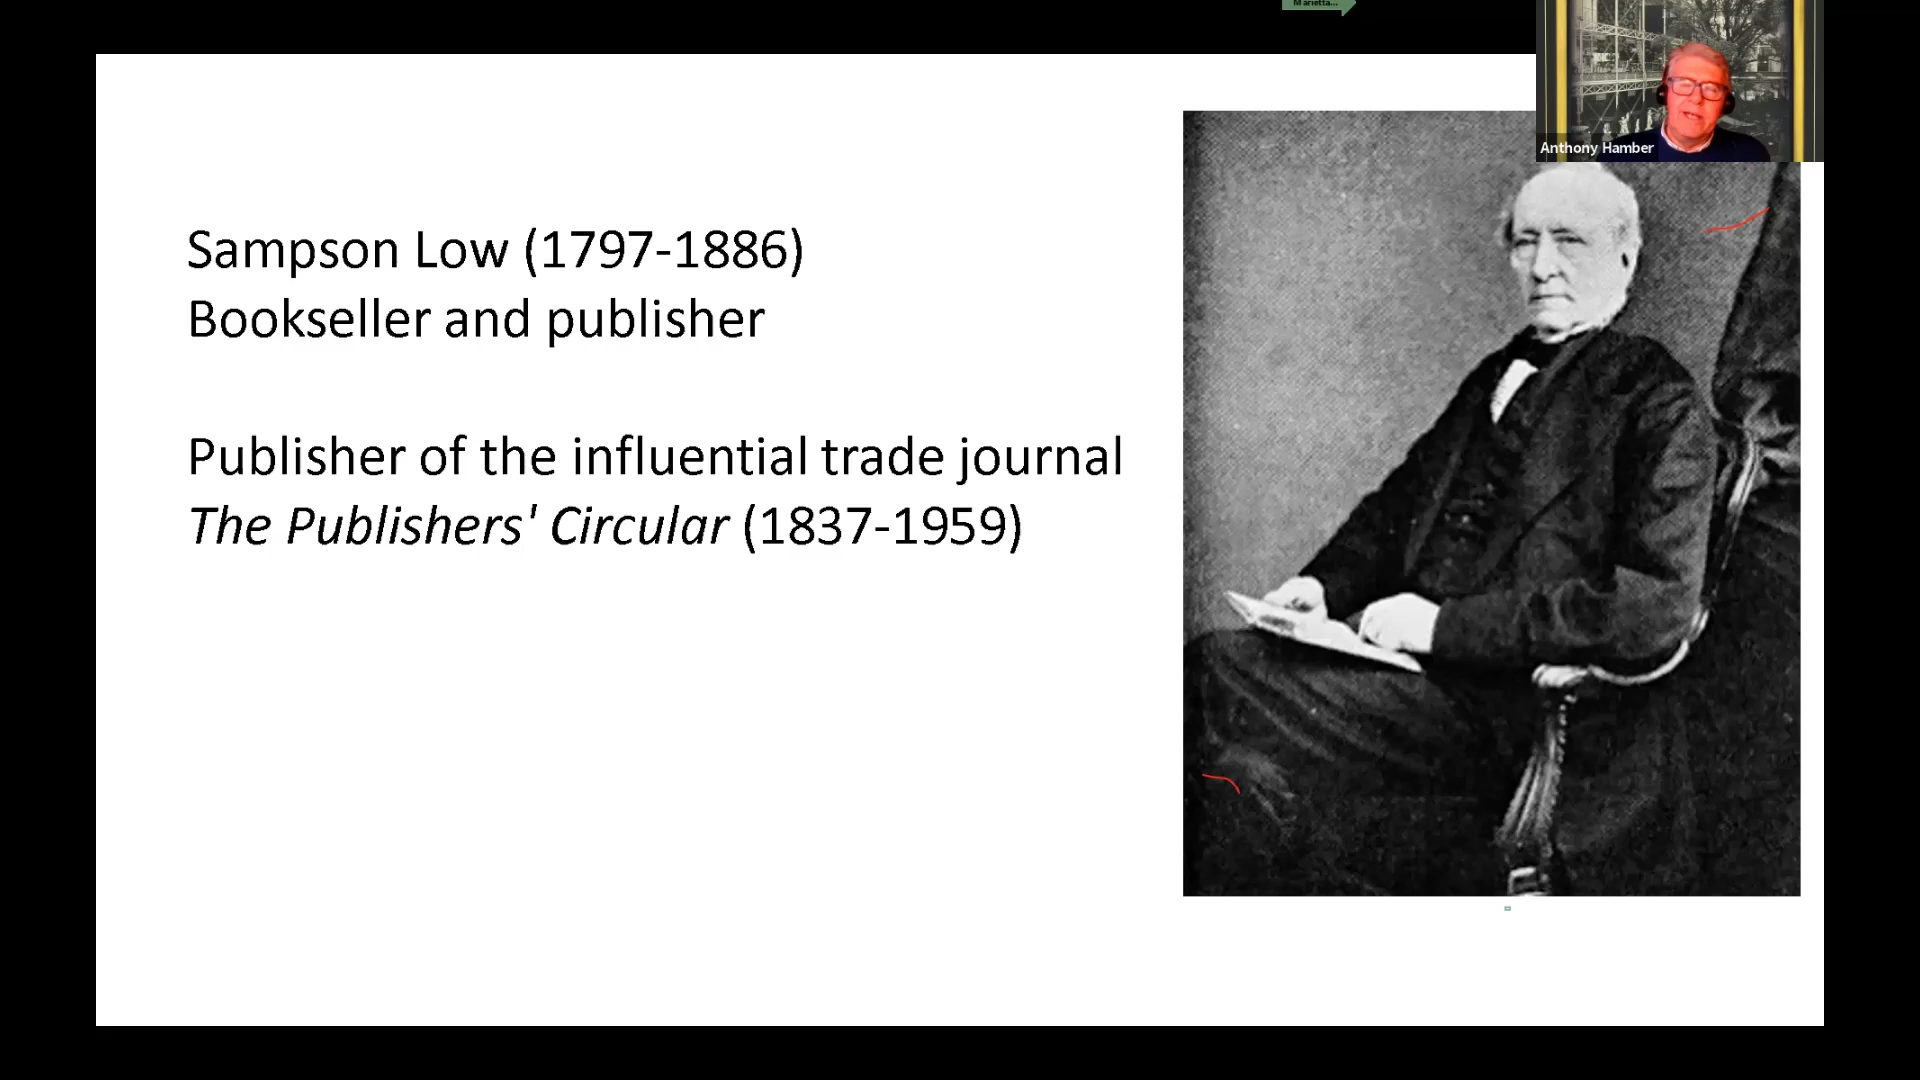 Marietta...
Anthony Hamber
Sampson Low (1797-1886)
Bookseller and publisher
Publisher of the influential trade journal
The Publishers' Circular (1837-1959)